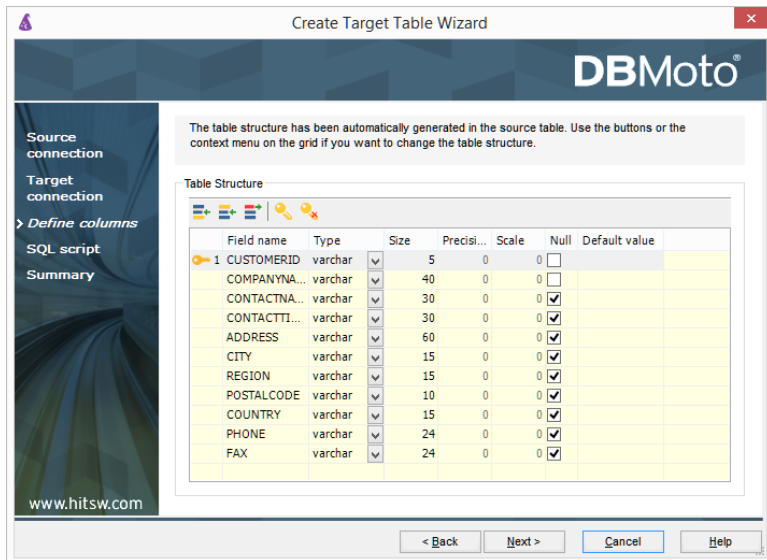 Create Target Table Wizard
DBMoto®
Source
connection
Target
connection
Define columns
SQL script
Summary
www.hitsw.com
The table structure has been automatically generated in the source table. Use the buttons or the
context menu on the grid if you want to change the table structure.
Table Structure
Field name Type Size Precisi... Scale Null Default value
1 CUSTOMERID varchar 5 0 0
COMPANYNA... varchar 40 0 0
CONTACTNA... varchar 30 0 0
CONTACTTI... varchar 30 0 0
ADDRESS varchar 60 0 0
CITY varchar 15 0 0
REGION varchar 15 0 0
POSTALCODE varchar 10 0 0
COUNTRY varchar 15 0 0
PHONE varchar 24 0 0
FAX varchar 24 0 0
< Back Next > Cancel Help